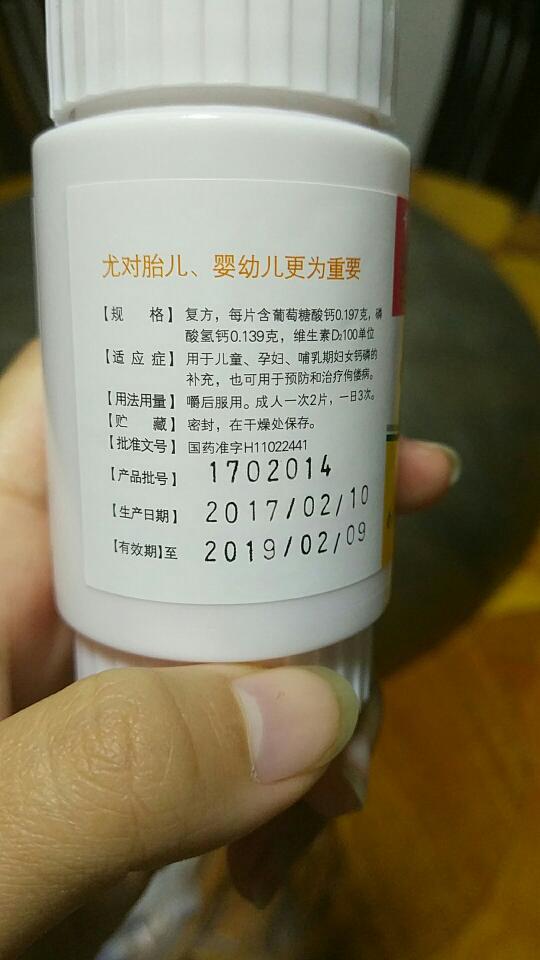 尤对胎儿、婴幼儿更为重要
【规 格】复方,每片含葡萄糖酸钙0.197克,磷
酸氢钙0.139克,维生素D₂100单位
【适 应 症】用于儿童、孕妇、哺乳期妇女钙磷的
补充,也可用于预防和治疗佝偻病。
【用法用量】嚼后服用。成人一次2片,一日3次。
【贮 藏】密封,在干燥处保存。
【批准文号】国药准字H11022441
【产品批号】1702014
【生产日期】2017/02/10
【有效期】至 2019/02/09